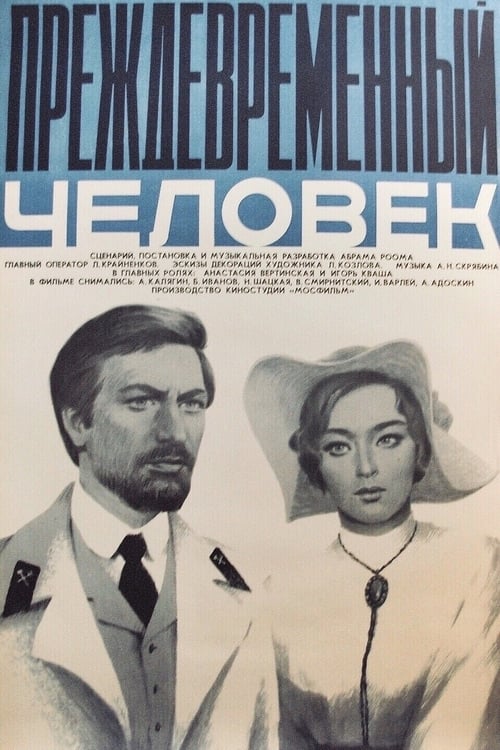 ПРЕЖДЕВРЕМЕННЫЙ
ЧЕЛОВЕК
СЦЕНАРИЙ, ПОСТАНОВКА И МУЗЫКАЛЬНАЯ РАЗРАБОТКА АБРАМА РООМА
ГЛАВНЫЙ ОПЕРАТОР Л.КРАЙНЕНКОВ. ЭСКИЗЫ ДЕКОРАЦИЙ ХУДОЖНИКА Л.КОЗЛОВА. МУЗЫКА А.Н.СКРЯБИНА
В ГЛАВНЫХ РОЛЯХ: АНАСТАСИЯ ВЕРТИНСКАЯ И ИГОРЬ КВАША
В ФИЛЬМЕ СНИМАЛИСЬ: А.КАЛЯГИН, Б.ИВАНОВ, Н.ШАЦКАЯ, В.СМИРНИТСКИЙ, И.ВАРЛЕЙ, А.АДОСКИН
ПРОИЗВОДСТВО КИНОСТУДИИ "МОСФИЛЬМ"